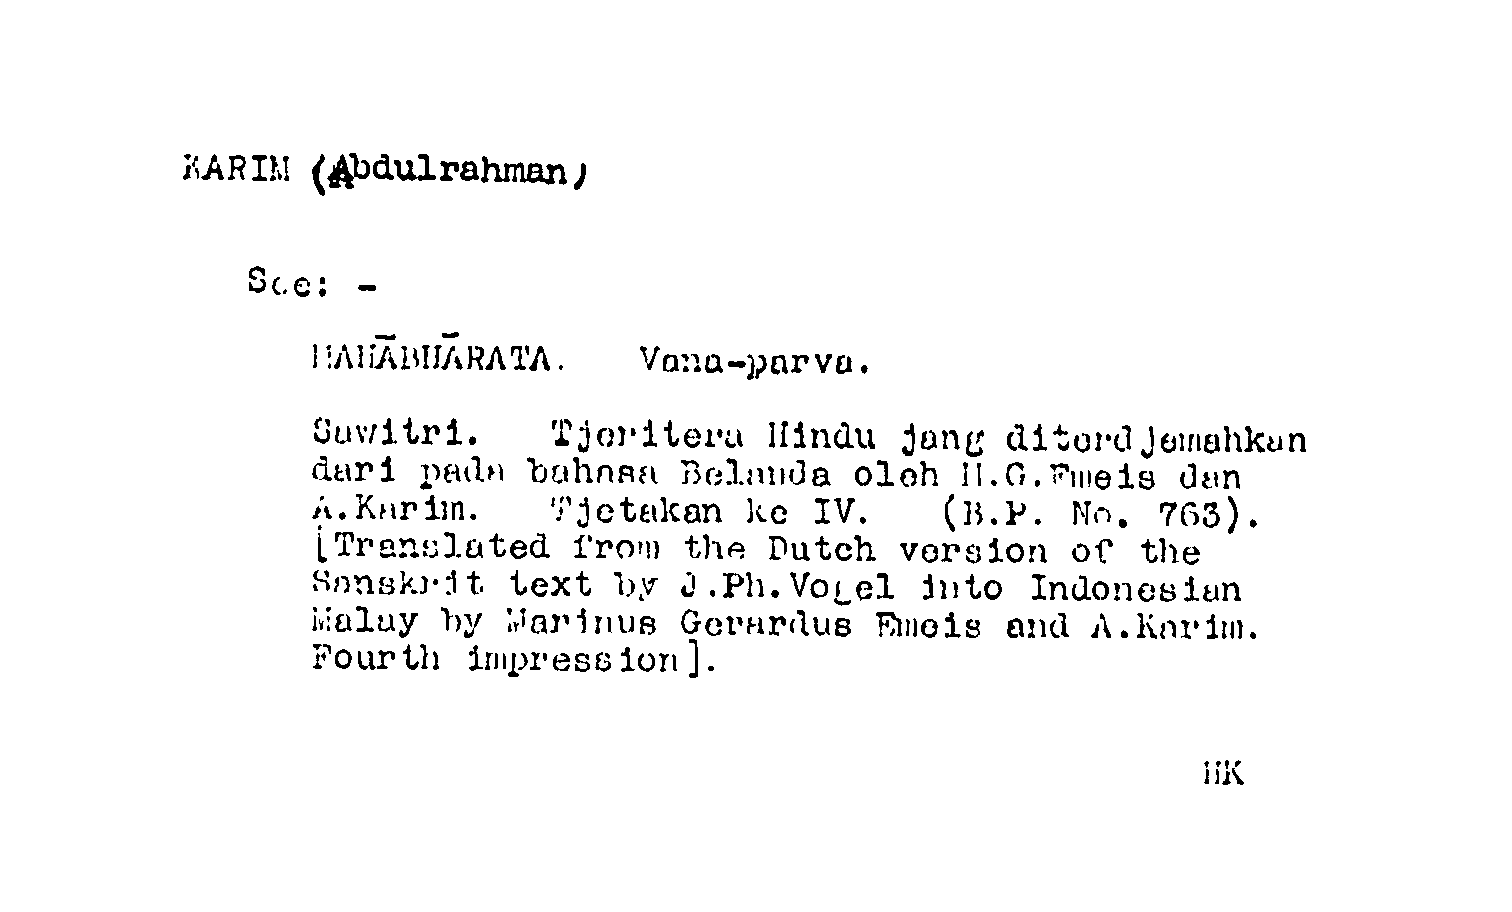 KARIM (Abdulrahman)
See: -
MAHĀBHĀRATA. Vana-parva.
Sawitri. Tjeritera Hindu jang diterdjemahkan
dari pada bahasa Belanda oleh M.G.Emeis dan
A.Karim. Tjetakan ke IV. (B.P. No. 763).
[Translated from the Dutch version of the
Sanskrit text by J.Ph.Vogel into Indonesian
Malay by Marinus Gerardus Emeis and A.Karim.
Fourth impression].